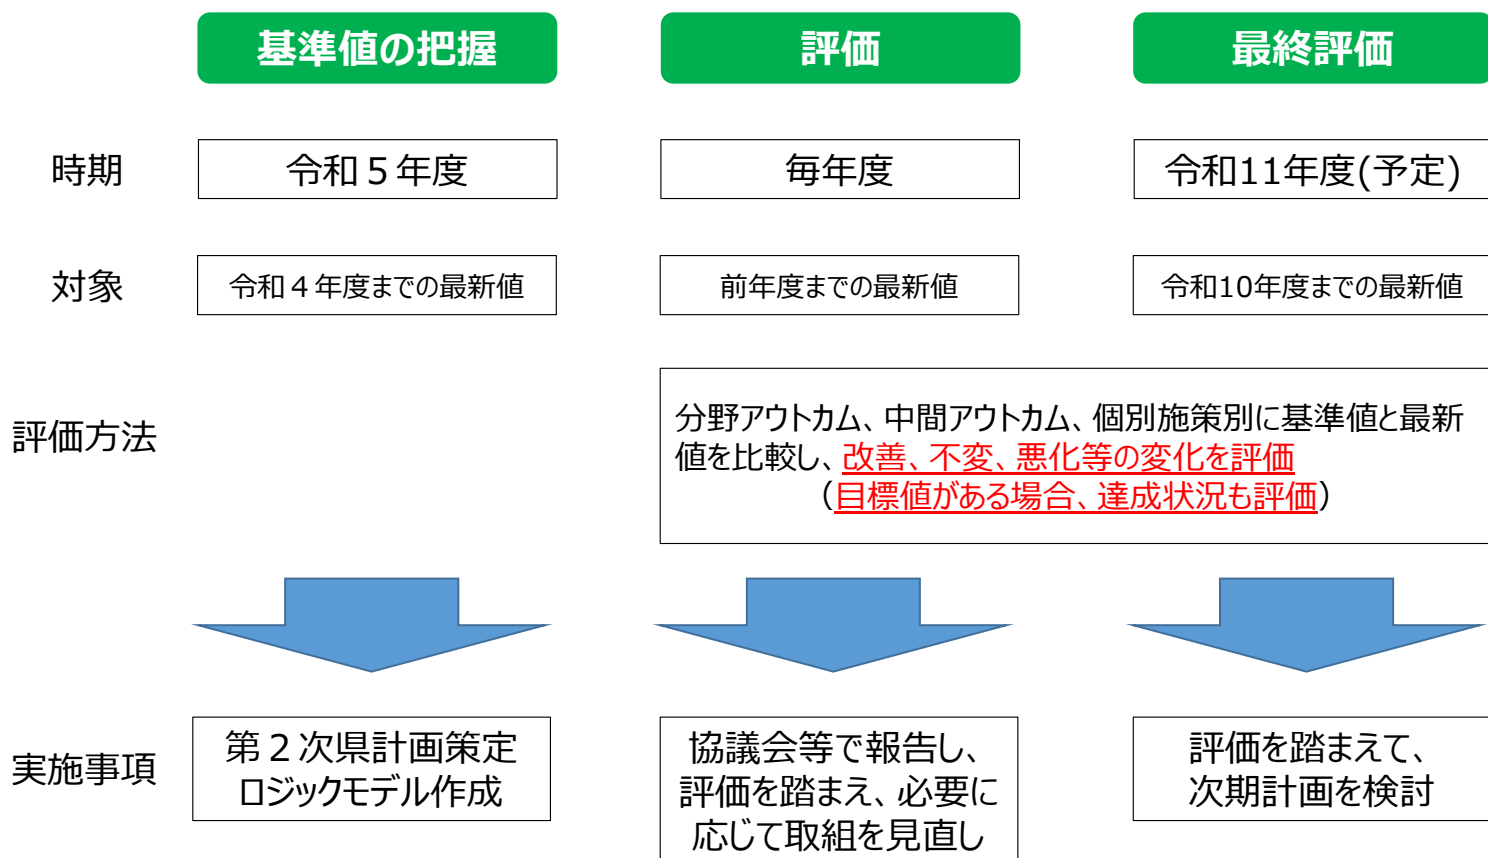 基準値の把握
評価
最終評価
時期
令和５年度
毎年度
令和11年度(予定)
対象
令和４年度までの最新値
前年度までの最新値
令和10年度までの最新値
評価方法
分野アウトカム、中間アウトカム、個別施策別に基準値と最新
値を比較し、改善、不変、悪化等の変化を評価
（目標値がある場合、達成状況も評価）
実施事項
第２次県計画策定
ロジックモデル作成
協議会等で報告し、
評価を踏まえ、必要に
応じて取組を見直し
評価を踏まえて、
次期計画を検討